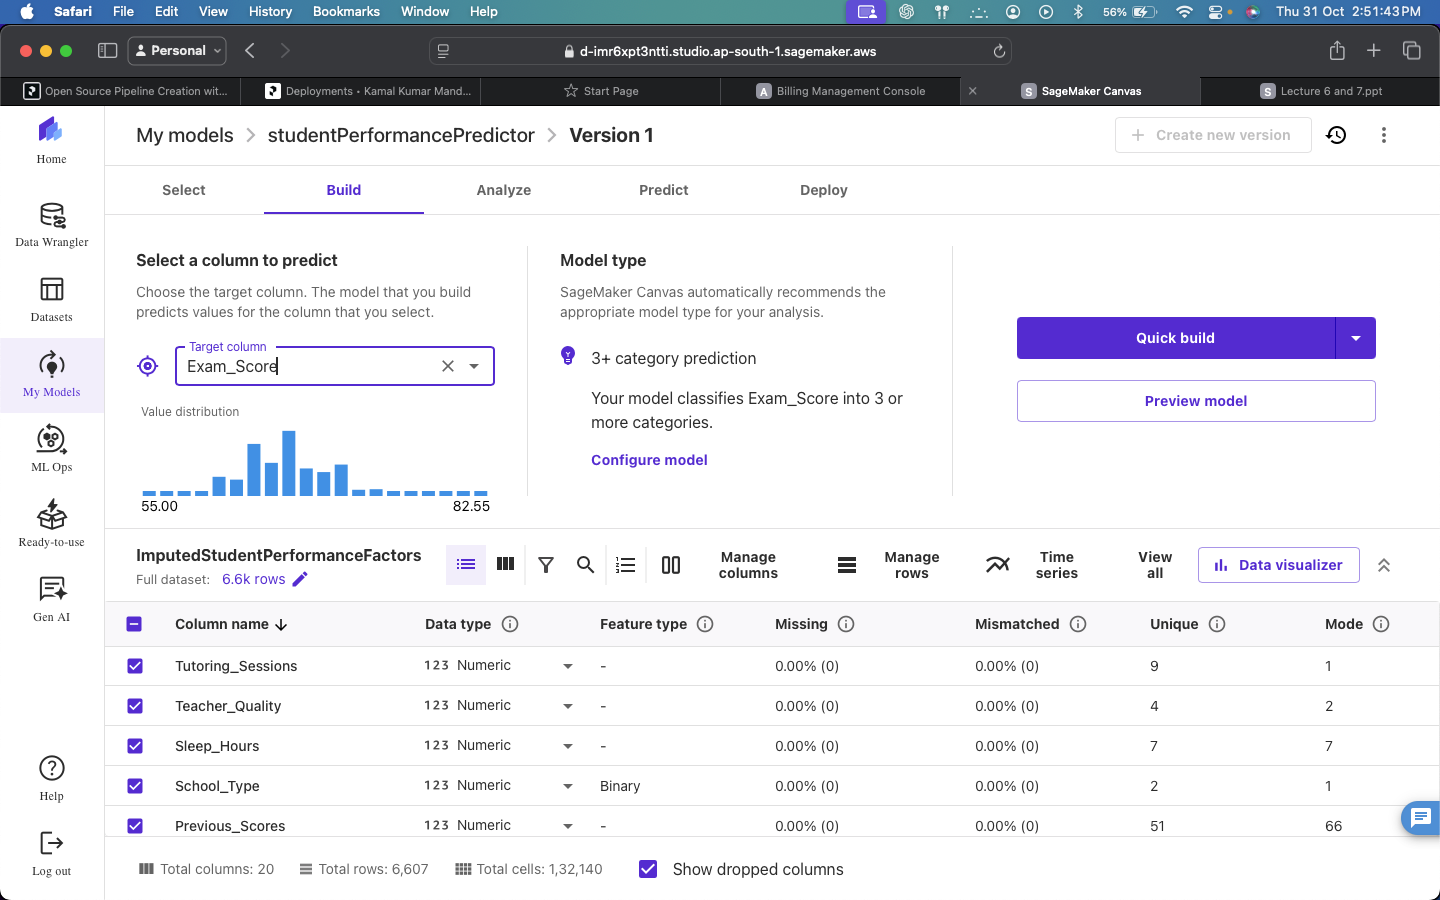 Safari File Edit View History Bookmarks Window Help 56% Thu 31 Oct 2:51:43 PM
Personal d-imr6xpt3ntti.studio.ap-south-1.sagemaker.aws
Open Source Pipeline Creation wit... Deployments • Kamal Kumar Mand... Start Page A Billing Management Console S SageMaker Canvas S Lecture 6 and 7.ppt
Home
Data Wrangler
Datasets
My Models
ML Ops
Ready-to-use
Gen AI
Help
Log out
My models > studentPerformancePredictor > Version 1
+ Create new version
Select Build Analyze Predict Deploy
Select a column to predict
Choose the target column. The model that you build
predicts values for the column that you select.
Target column
Exam_Score
Value distribution
55.00 82.55
Model type
SageMaker Canvas automatically recommends the
appropriate model type for your analysis.
3+ category prediction
Your model classifies Exam_Score into 3 or
more categories.
Configure model
Quick build
Preview model
ImputedStudentPerformanceFactors
Full dataset: 6.6k rows
Manage
columns
Manage
rows
Time
series
View
all
Data visualizer
Column name Data type Feature type Missing Mismatched Unique Mode
Tutoring_Sessions 123 Numeric - 0.00% (0) 0.00% (0) 9 1
Teacher_Quality 123 Numeric - 0.00% (0) 0.00% (0) 4 2
Sleep_Hours 123 Numeric - 0.00% (0) 0.00% (0) 7 7
School_Type 123 Numeric Binary 0.00% (0) 0.00% (0) 2 1
Previous_Scores 123 Numeric - 0.00% (0) 0.00% (0) 51 66
Total columns: 20 Total rows: 6,607 Total cells: 1,32,140 Show dropped columns